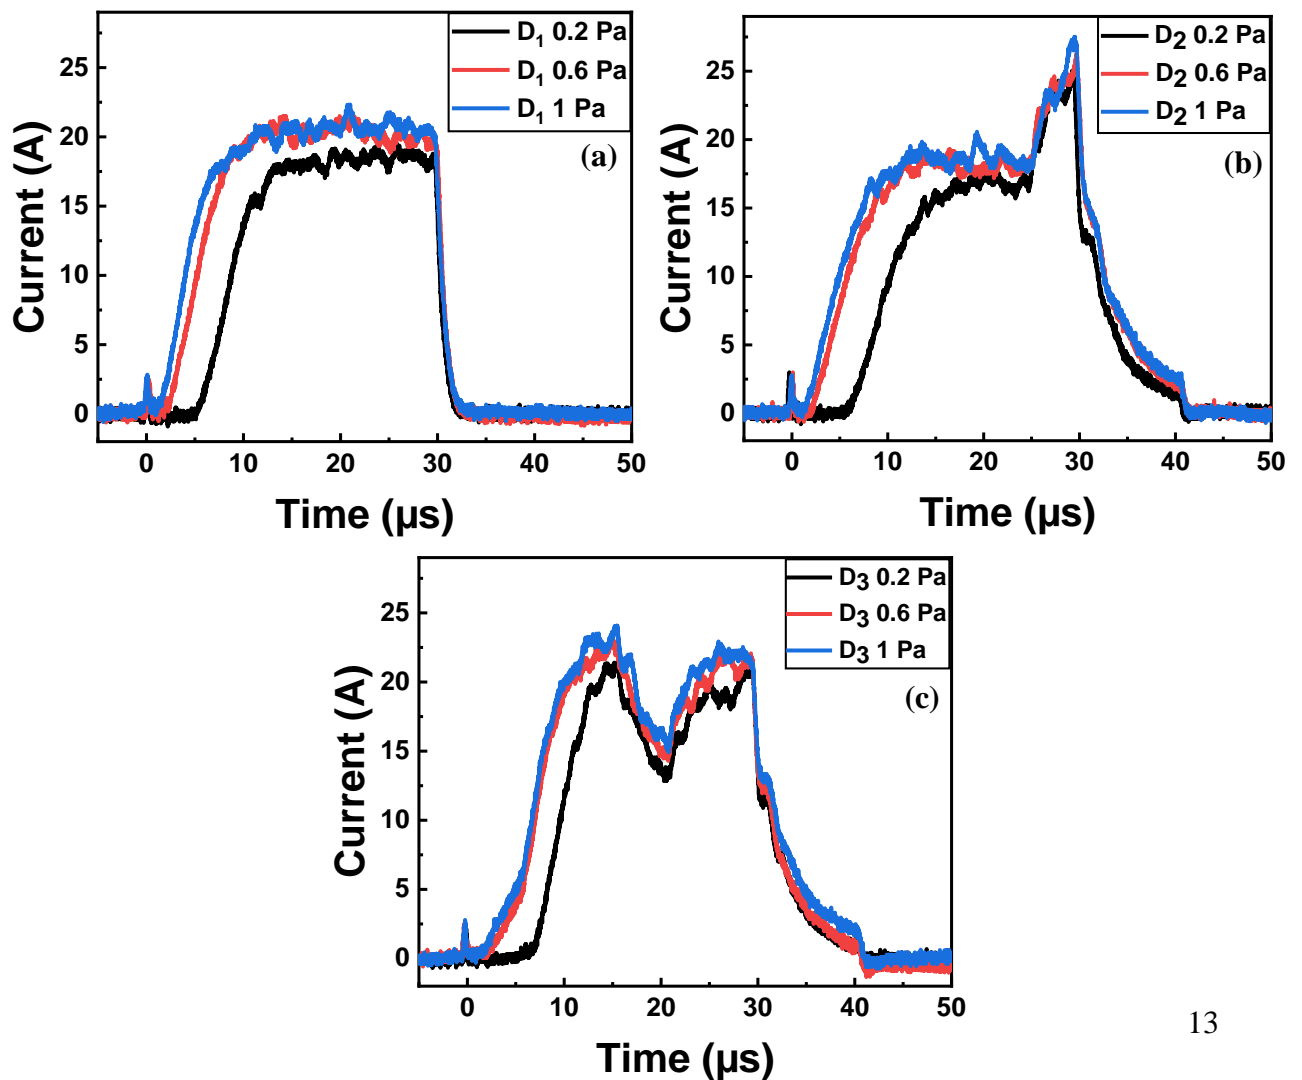 D1 0.2 Pa
D1 0.6 Pa
D1 1 Pa
(a)
25
20
15
10
5
0
Current (A)
0 10 20 30 40 50
Time (µs)
D2 0.2 Pa
D2 0.6 Pa
D2 1 Pa
(b)
25
20
15
10
5
0
Current (A)
0 10 20 30 40 50
Time (µs)
D3 0.2 Pa
D3 0.6 Pa
D3 1 Pa
(c)
25
20
15
10
5
0
Current (A)
0 10 20 30 40 50
Time (µs)
13